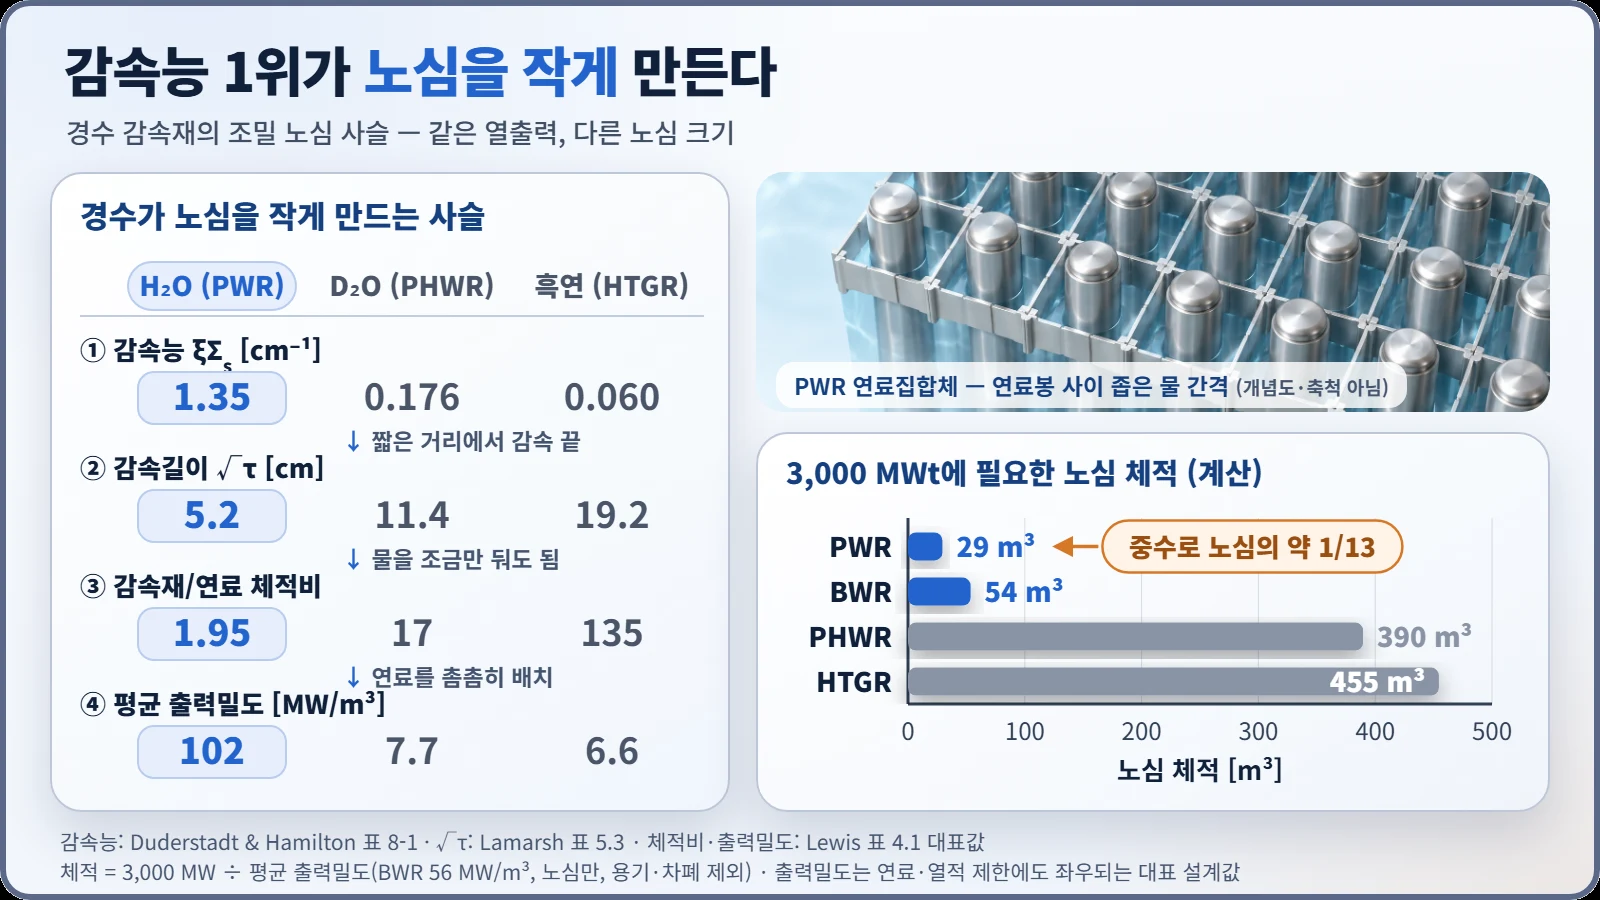 감속능 1위가 노심을 작게 만든다
경수 감속재의 조밀 노심 사슬 — 같은 열출력, 다른 노심 크기
경수가 노심을 작게 만드는 사슬
H₂O (PWR) D₂O (PHWR) 흑연 (HTGR)
① 감속능 ξΣₛ [cm⁻¹]
1.35 0.176 0.060
↓ 짧은 거리에서 감속 끝
② 감속길이 √τ [cm]
5.2 11.4 19.2
↓ 물을 조금만 둬도 됨
③ 감속재/연료 체적비
1.95 17 135
↓ 연료를 촘촘히 배치
④ 평균 출력밀도 [MW/m³]
102 7.7 6.6
PWR 연료집합체 — 연료봉 사이 좁은 물 간격 (개념도·축척 아님)
3,000 MWt에 필요한 노심 체적 (계산)
PWR 29 m³ 중수로 노심의 약 1/13
BWR 54 m³
PHWR 390 m³
HTGR 455 m³
0 100 200 300 400 500
노심 체적 [m³]
감속능: Duderstadt & Hamilton 표 8-1 · √τ: Lamarsh 표 5.3 · 체적비·출력밀도: Lewis 표 4.1 대표값
체적 = 3,000 MW ÷ 평균 출력밀도(BWR 56 MW/m³, 노심만, 용기·차폐 제외) · 출력밀도는 연료·열적 제한에도 좌우되는 대표 설계값